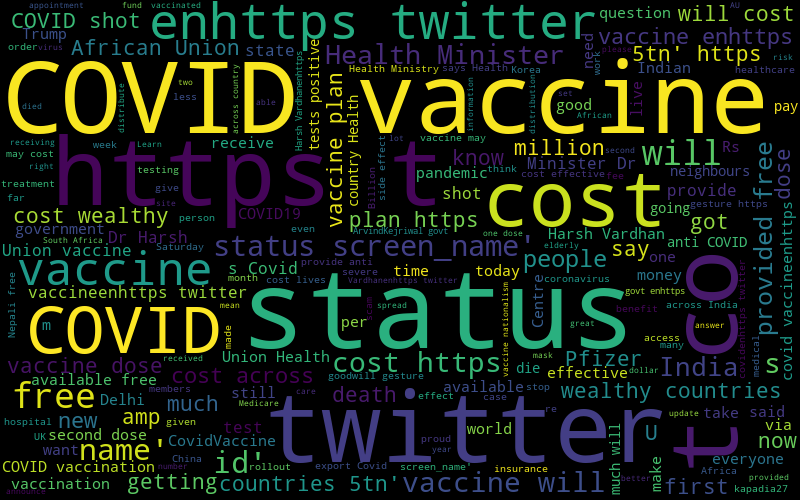 COVID shot
enhttps twitter
question
will cost
appointment
fund vaccinated
AU
Trump
order virus
African Union
state
Health Minister
need
work
vaccine enhttps
please
5tn' https
Indian
risk
healthcare
COVID vaccine
two
less
died
distribute
across country
able
Harsh Vardhanenhttps
tests positive
Health Ministry
says Health
Korea
vaccine plan
country Health
information
distribution
set
good
African
live
pay
https t
receiving
may cost
right
week
Learn
receive
testing
treatment
far
give
site
lot
vaccine may
million
second
will
Rs
know
Minister Dr
neighbours
pandemic
think
cost effective
fee
provide
gesture https
side effect
Billion
shot
cost
going
got
provided free
dose
cost wealthy
person
COVID19
even
plan https
government
South Africa
Saturday
Dr Harsh
ArvindKejriwal govt
one dose
Harsh Vardhan
elderly
anti COVID
Union vaccine
status screen_name'
say
one
people
vaccine
s Covid
provide anti
severe
time
today
Centre
coronavirus
money
across India
covid vaccineenhttps
Nepali free
month
cost lives
Vardhanenhttps twitter
govt enhttps
vaccineenhttps twitter
status
co
COVID
mean
made
per
scam
spread
vaccine nationalism
great
benefit
answer
access
many
medical
m
vaccine dose
received
Union Health
cost https
mask
die
Pfizer
effective
dollar
India
s
available free
members
cost across
goodwill gesture
free
Delhi
much
still
Medicare
care
death
effect
available
stop
case
wealthy countries
hospital
new
amp
given
twitter
re
U
t
update
take
said
UK
second dose
want
name'
CovidVaccine
test
proud
year
world
via
now
everyone
COVID vaccination
China
id'
rollout
export Covid
screen_name'
insurance
much will
better
make
Africa
provided
vaccination
announce
getting
number
countries 5tn'
vaccine will
first
kapadia27